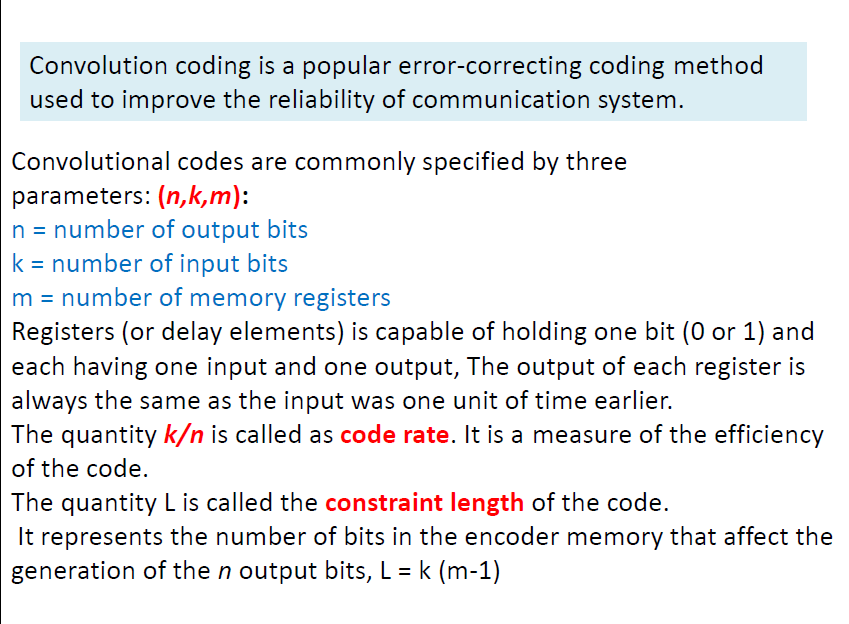 Convolution coding is a popular error-correcting coding method
used to improve the reliability of communication system.
Convolutional codes are commonly specified by three
parameters: (n,k,m):
n = number of output bits
k = number of input bits
m = number of memory registers
Registers (or delay elements) is capable of holding one bit (0 or 1) and
each having one input and one output, The output of each register is
always the same as the input was one unit of time earlier.
The quantity k/n is called as code rate. It is a measure of the efficiency
of the code.
The quantity L is called the constraint length of the code.
It represents the number of bits in the encoder memory that affect the
generation of the n output bits, L = k (m-1)